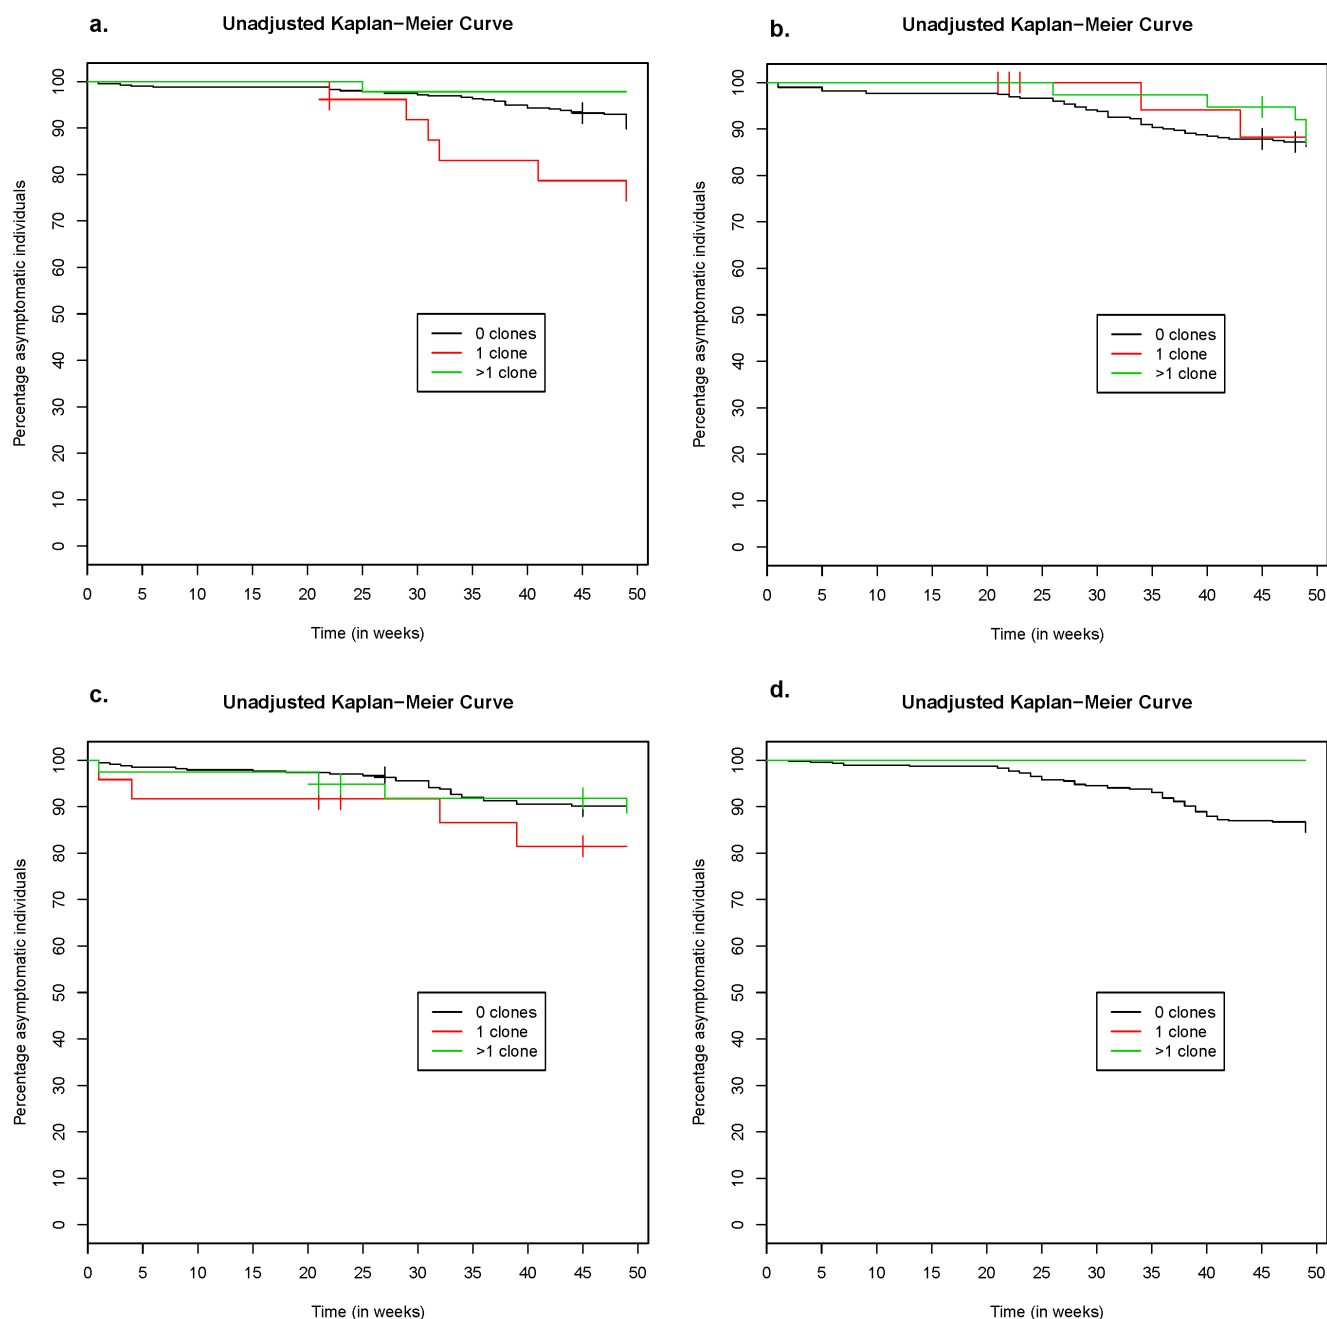 a.
Unadjusted Kaplan−Meier Curve
Percentage asymptomatic individuals
100
90
80
70
60
50
40
30
20
10
0
0 clones
1 clone
>1 clone
0 5 10 15 20 25 30 35 40 45 50
Time (in weeks)
b.
Unadjusted Kaplan−Meier Curve
Percentage asymptomatic individuals
100
90
80
70
60
50
40
30
20
10
0
0 clones
1 clone
>1 clone
0 5 10 15 20 25 30 35 40 45 50
Time (in weeks)
c.
Unadjusted Kaplan−Meier Curve
Percentage asymptomatic individuals
100
90
80
70
60
50
40
30
20
10
0
0 clones
1 clone
>1 clone
0 5 10 15 20 25 30 35 40 45 50
Time (in weeks)
d.
Unadjusted Kaplan−Meier Curve
Percentage asymptomatic individuals
100
90
80
70
60
50
40
30
20
10
0
0 clones
1 clone
>1 clone
0 5 10 15 20 25 30 35 40 45 50
Time (in weeks)